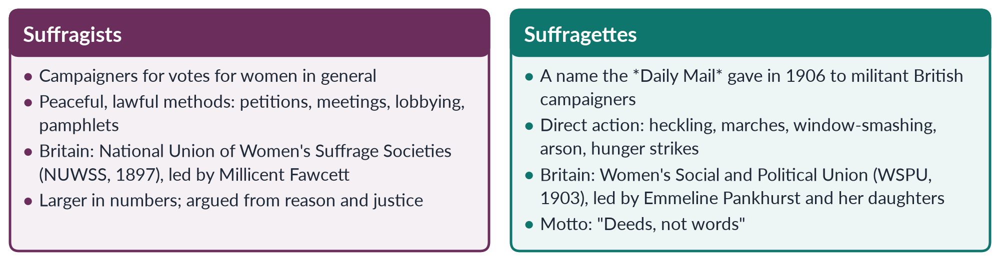 Suffragists
• Campaigners for votes for women in general
• Peaceful, lawful methods: petitions, meetings, lobbying,
pamphlets
• Britain: National Union of Women's Suffrage Societies
(NUWSS, 1897), led by Millicent Fawcett
• Larger in numbers; argued from reason and justice
Suffragettes
• A name the *Daily Mail* gave in 1906 to militant British
campaigners
• Direct action: heckling, marches, window-smashing,
arson, hunger strikes
• Britain: Women's Social and Political Union (WSPU,
1903), led by Emmeline Pankhurst and her daughters
• Motto: "Deeds, not words"